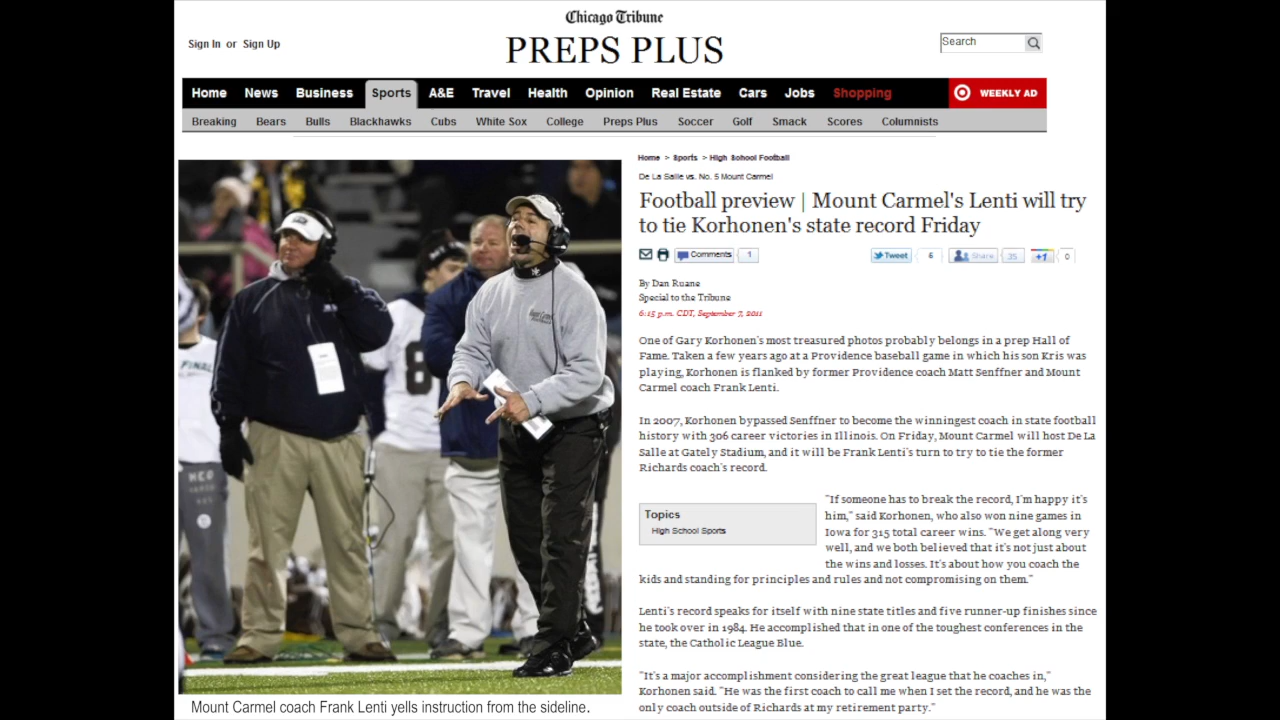 Chicago Tribune
Sign In or Sign Up
PREPS PLUS
Search
Home News Business Sports A&E Travel Health Opinion Real Estate Cars Jobs Shopping WEEKLY AD
Breaking Bears Bulls Blackhawks Cubs White Sox College Preps Plus Soccer Golf Smack Scores Columnists
Home > Sports > High School Football
De La Salle vs. No. 5 Mount Carmel
Football preview | Mount Carmel's Lenti will try
to tie Korhonen's state record Friday
Comments 1 Tweet 6 Share 35 +1 0
By Dan Ruane
Special to the Tribune
6:15 p.m. CDT, September 7, 2011
One of Gary Korhonen's most treasured photos probably belongs in a prep Hall of
Fame. Taken a few years ago at a Providence baseball game in which his son Kris was
playing, Korhonen is flanked by former Providence coach Matt Senffner and Mount
Carmel coach Frank Lenti.
In 2007, Korhonen bypassed Senffner to become the winningest coach in state football
history with 306 career victories in Illinois. On Friday, Mount Carmel will host De La
Salle at Gately Stadium, and it will be Frank Lenti's turn to try to tie the former
Richards coach's record.
Topics
High School Sports
"If someone has to break the record, I'm happy it's
him," said Korhonen, who also won nine games in
Iowa for 315 total career wins. "We get along very
well, and we both believed that it's not just about
the wins and losses. It's about how you coach the
kids and standing for principles and rules and not compromising on them."
Lenti's record speaks for itself with nine state titles and five runner-up finishes since
he took over in 1984. He accomplished that in one of the toughest conferences in the
state, the Catholic League Blue.
"It's a major accomplishment considering the great league that he coaches in,"
Korhonen said. "He was the first coach to call me when I set the record, and he was the
only coach outside of Richards at my retirement party."
8
Mount Carmel coach Frank Lenti yells instruction from the sideline.